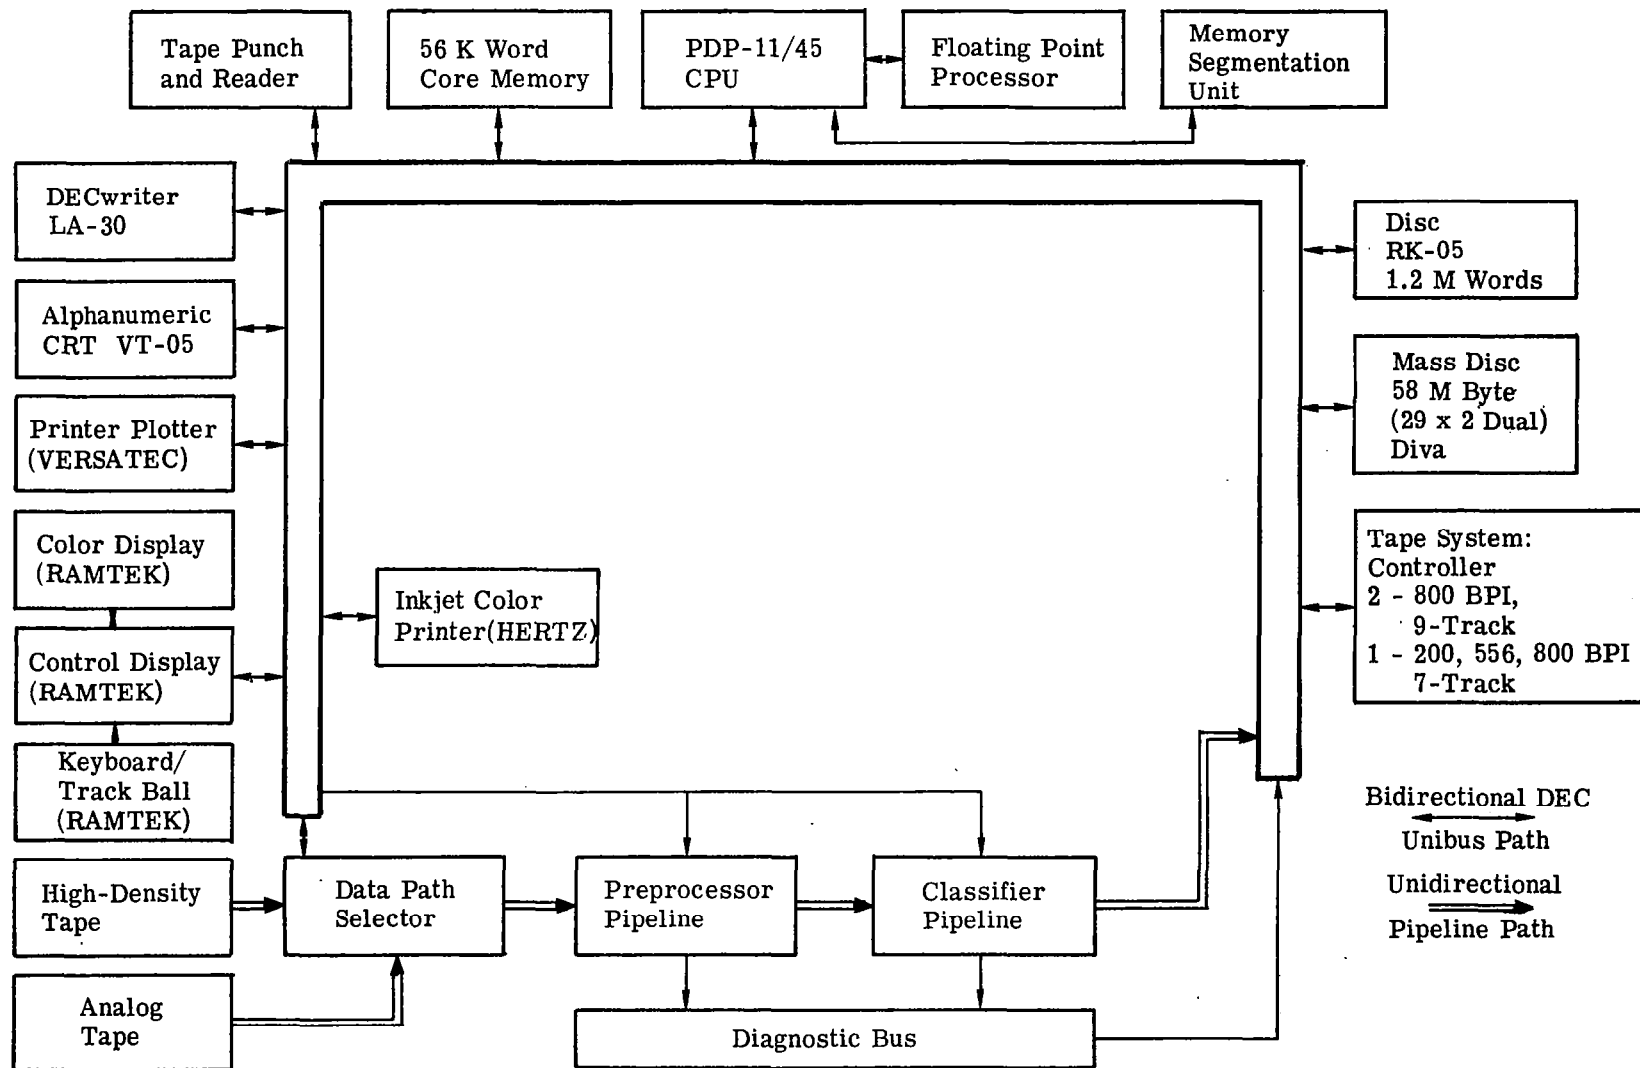 Tape Punch
and Reader
56 K Word
Core Memory
PDP-11/45
CPU
Floating Point
Processor
Memory
Segmentation
Unit
DECwriter
LA-30
Alphanumeric
CRT VT-05
Printer Plotter
(VERSATEC)
Color Display
(RAMTEK)
Control Display
(RAMTEK)
Keyboard/
Track Ball
(RAMTEK)
High-Density
Tape
Analog
Tape
Inkjet Color
Printer(HERTZ)
Disc
RK-05
1.2 M Words
Mass Disc
58 M Byte
(29 x 2 Dual)
Diva
Tape System:
Controller
2 - 800 BPI,
9-Track
1 - 200, 556, 800 BPI
7-Track
Data Path
Selector
Preprocessor
Pipeline
Classifier
Pipeline
Diagnostic Bus
Bidirectional DEC
Unibus Path
Unidirectional
Pipeline Path